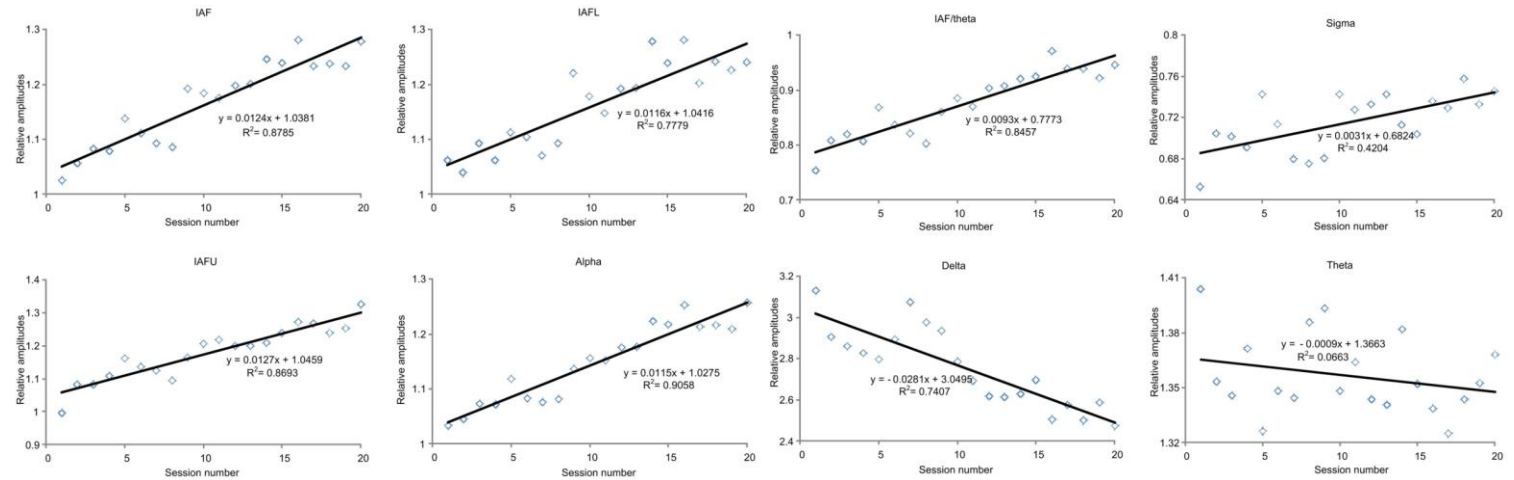 IAF
1.3
1.2
1.1
1
Relative amplitudes
y = 0.0124x + 1.0381
R²= 0.8785
0 5 10 15 20
Session number
IAFL
1.3
1.2
1.1
1
Relative amplitudes
y = 0.0116x + 1.0416
R²= 0.7779
0 5 10 15 20
Session number
IAF/theta
1
0.9
0.8
0.7
Relative amplitudes
y = 0.0093x + 0.7773
R²= 0.8457
0 5 10 15 20
Session number
Sigma
0.8
0.76
0.72
0.68
0.64
Relative amplitudes
y = 0.0031x + 0.6824
R²= 0.4204
0 5 10 15 20
Session number
IAFU
1.4
1.3
1.2
1.1
1
0.9
Relative amplitudes
y = 0.0127x + 1.0459
R²= 0.8693
0 5 10 15 20
Session number
Alpha
1.3
1.2
1.1
1
Relative amplitudes
y = 0.0115x + 1.0275
R²= 0.9058
0 5 10 15 20
Session number
Delta
3.2
3
2.8
2.6
2.4
Relative amplitudes
y = - 0.0281x + 3.0495
R²= 0.7407
0 5 10 15 20
Session number
Theta
1.41
1.38
1.35
1.32
Relative amplitudes
y = - 0.0009x + 1.3663
R²= 0.0663
0 5 10 15 20
Session number